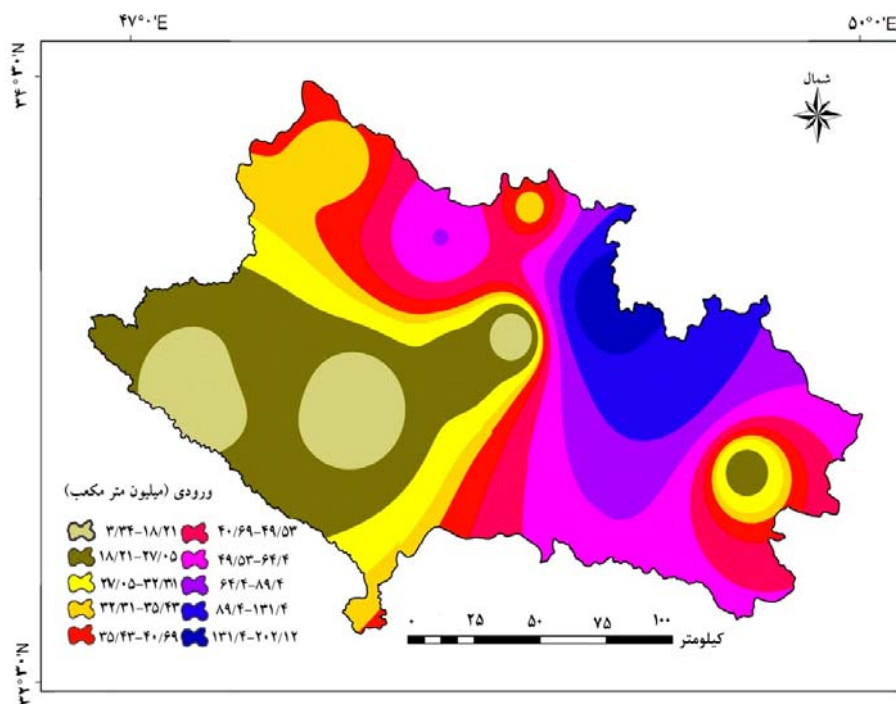 ۴۷°۰'E
۵۰°۰'E
۳۴°۳۰'N
۳۲°۳۰'N
شمال
ورودی (میلیون متر مکعب)
۳/۳۴-۱۸/۲۱
۱۸/۲۱-۲۷/۰۵
۲۷/۰۵-۳۲/۳۱
۳۲/۳۱-۳۵/۴۳
۳۵/۴۳-۴۰/۶۹
۴۰/۶۹-۴۹/۵۳
۴۹/۵۳-۶۴/۴
۶۴/۴-۸۹/۴
۸۹/۴-۱۳۱/۴
۱۳۱/۴-۲۰۲/۱۲
۰ ۲۵ ۵۰ ۷۵ ۱۰۰
کیلومتر